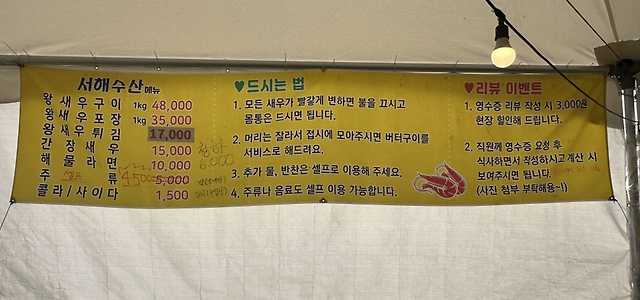 서해수산 메뉴
왕새우구이 1kg 48,000
왕새우포장 1kg 35,000
왕새우튀김 17,000
간장새우 15,000
해물라면 10,000 6,000
주류 4,500 5,000
콜라/사이다 1,500
♥드시는 법
1. 모든 새우가 빨갛게 변하면 불을 끄시고
몸통은 드시면 됩니다.
2. 머리는 잘라서 접시에 모아주시면 버터구이를
서비스로 해드려요.
3. 추가 물, 반찬은 셀프로 이용해 주세요.
4. 주류나 음료도 셀프 이용 가능합니다.
♥리뷰 이벤트
1. 영수증 리뷰 작성 시 3,000원
현장 할인해 드립니다.
2. 직원께 영수증 요청 후
식사하면서 작성하시고 계산 시
보여주시면 됩니다.
(사진 첨부 부탁해용~!)